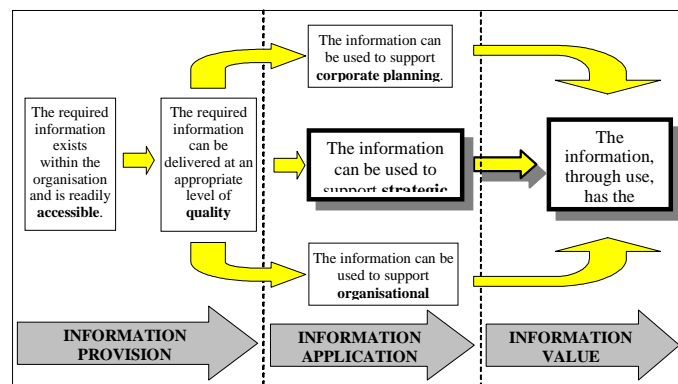 The required
information
exists
within the
organisation
and is readily
accessible.
The required
information
can be
delivered at an
appropriate
level of
quality
The information can
be used to support
corporate planning.
The information
can be used to
support strategic
The information can be
used to support
organisational
The
information,
through use,
has the
INFORMATION
PROVISION
INFORMATION
APPLICATION
INFORMATION
VALUE